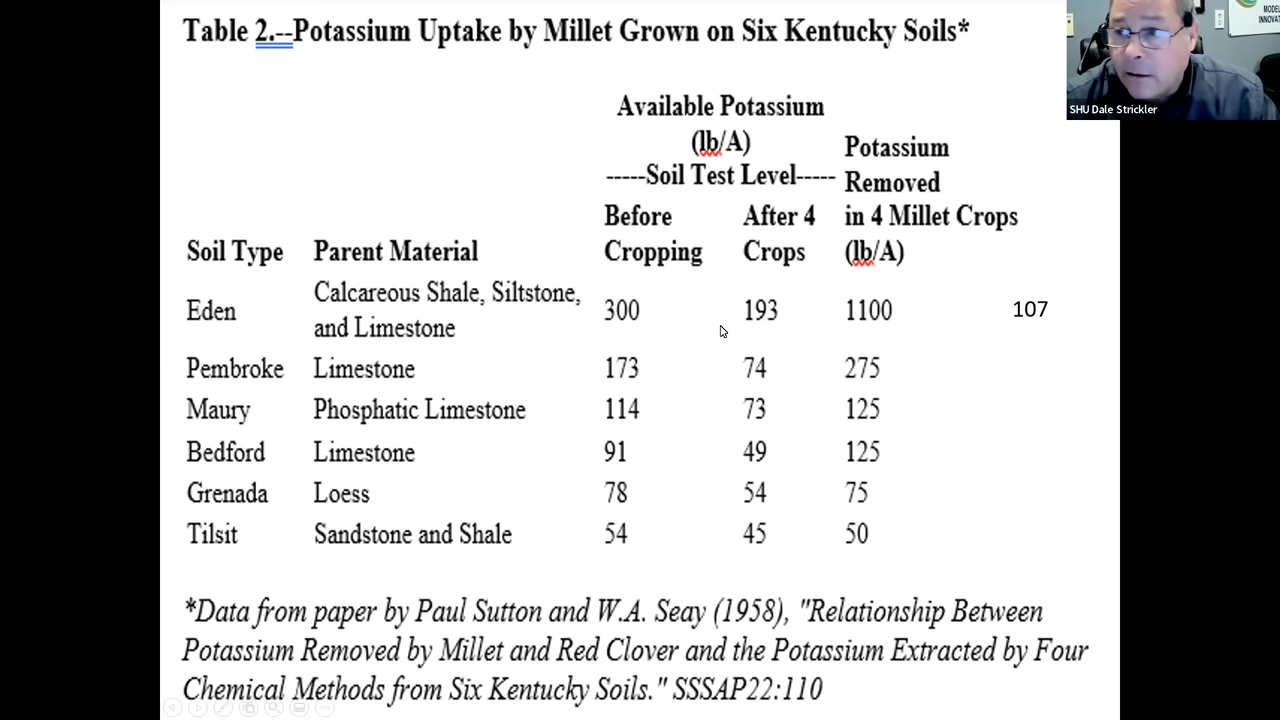 Table 2.--Potassium Uptake by Millet Grown on Six Kentucky Soils*
MODEL
INNOVAT
SHU Dale Strickler
Available Potassium
(lb/A)
-----Soil Test Level-----
Potassium
Removed
in 4 Millet Crops
(lb/A)
Before
Cropping
After 4
Crops
Soil Type Parent Material
Eden Calcareous Shale, Siltstone,
and Limestone 300 193 1100 107
Pembroke Limestone 173 74 275
Maury Phosphatic Limestone 114 73 125
Bedford Limestone 91 49 125
Grenada Loess 78 54 75
Tilsit Sandstone and Shale 54 45 50
*Data from paper by Paul Sutton and W.A. Seay (1958), "Relationship Between
Potassium Removed by Millet and Red Clover and the Potassium Extracted by Four
Chemical Methods from Six Kentucky Soils." SSSAP22:110